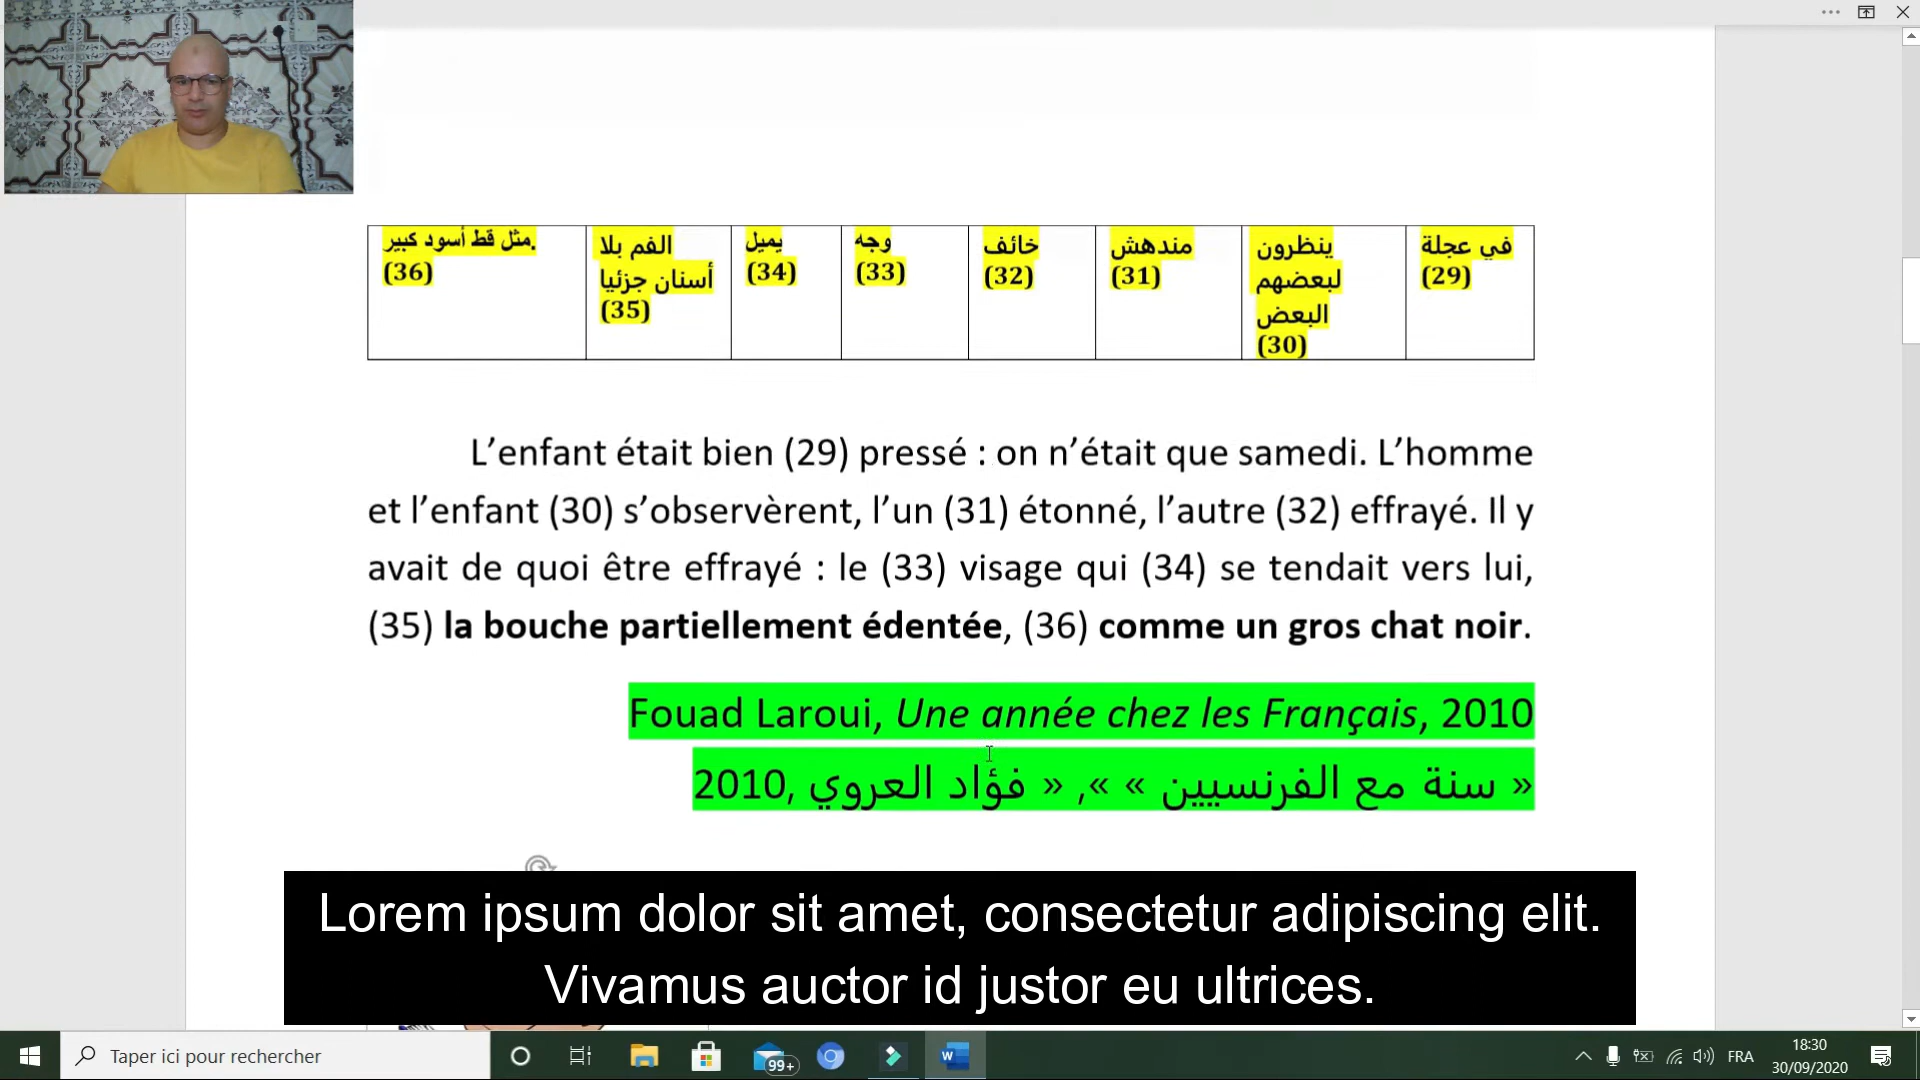 في عجلة
(29)
ينظرون
لبعضهم
البعض
(30)
مندهش
(31)
خائف
(32)
وجه
(33)
يميل
(34)
الفم بلا
أسنان جزئيا
(35)
مثل قط أسود كبير.
(36)
L’enfant était bien (29) pressé : on n’était que samedi. L’homme
et l’enfant (30) s’observèrent, l’un (31) étonné, l’autre (32) effrayé. Il y
avait de quoi être effrayé : le (33) visage qui (34) se tendait vers lui,
(35) la bouche partiellement édentée, (36) comme un gros chat noir.
Fouad Laroui, Une année chez les Français, 2010
« سنة مع الفرنسيين » », « فؤاد العروي ,2010
Lorem ipsum dolor sit amet, consectetur adipiscing elit.
Vivamus auctor id justor eu ultrices.
Taper ici pour rechercher
99+
W
FRA
18:30
30/09/2020